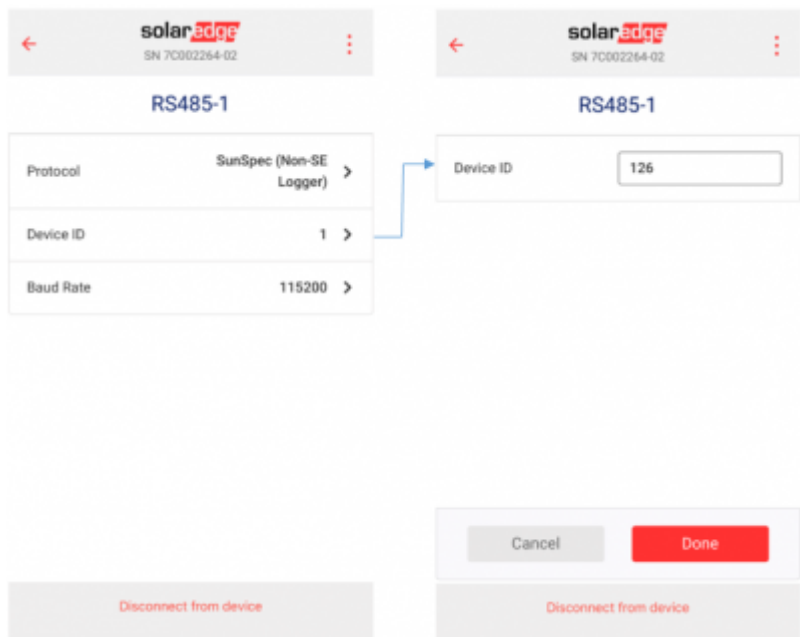 solaredge
SN 7C002264-02
RS485-1
Protocol
SunSpec (Non-SE
Logger)
Device ID
1
Baud Rate
115200
Disconnect from device
solaredge
SN 7C002264-02
RS485-1
Device ID
126
Cancel
Done
Disconnect from device